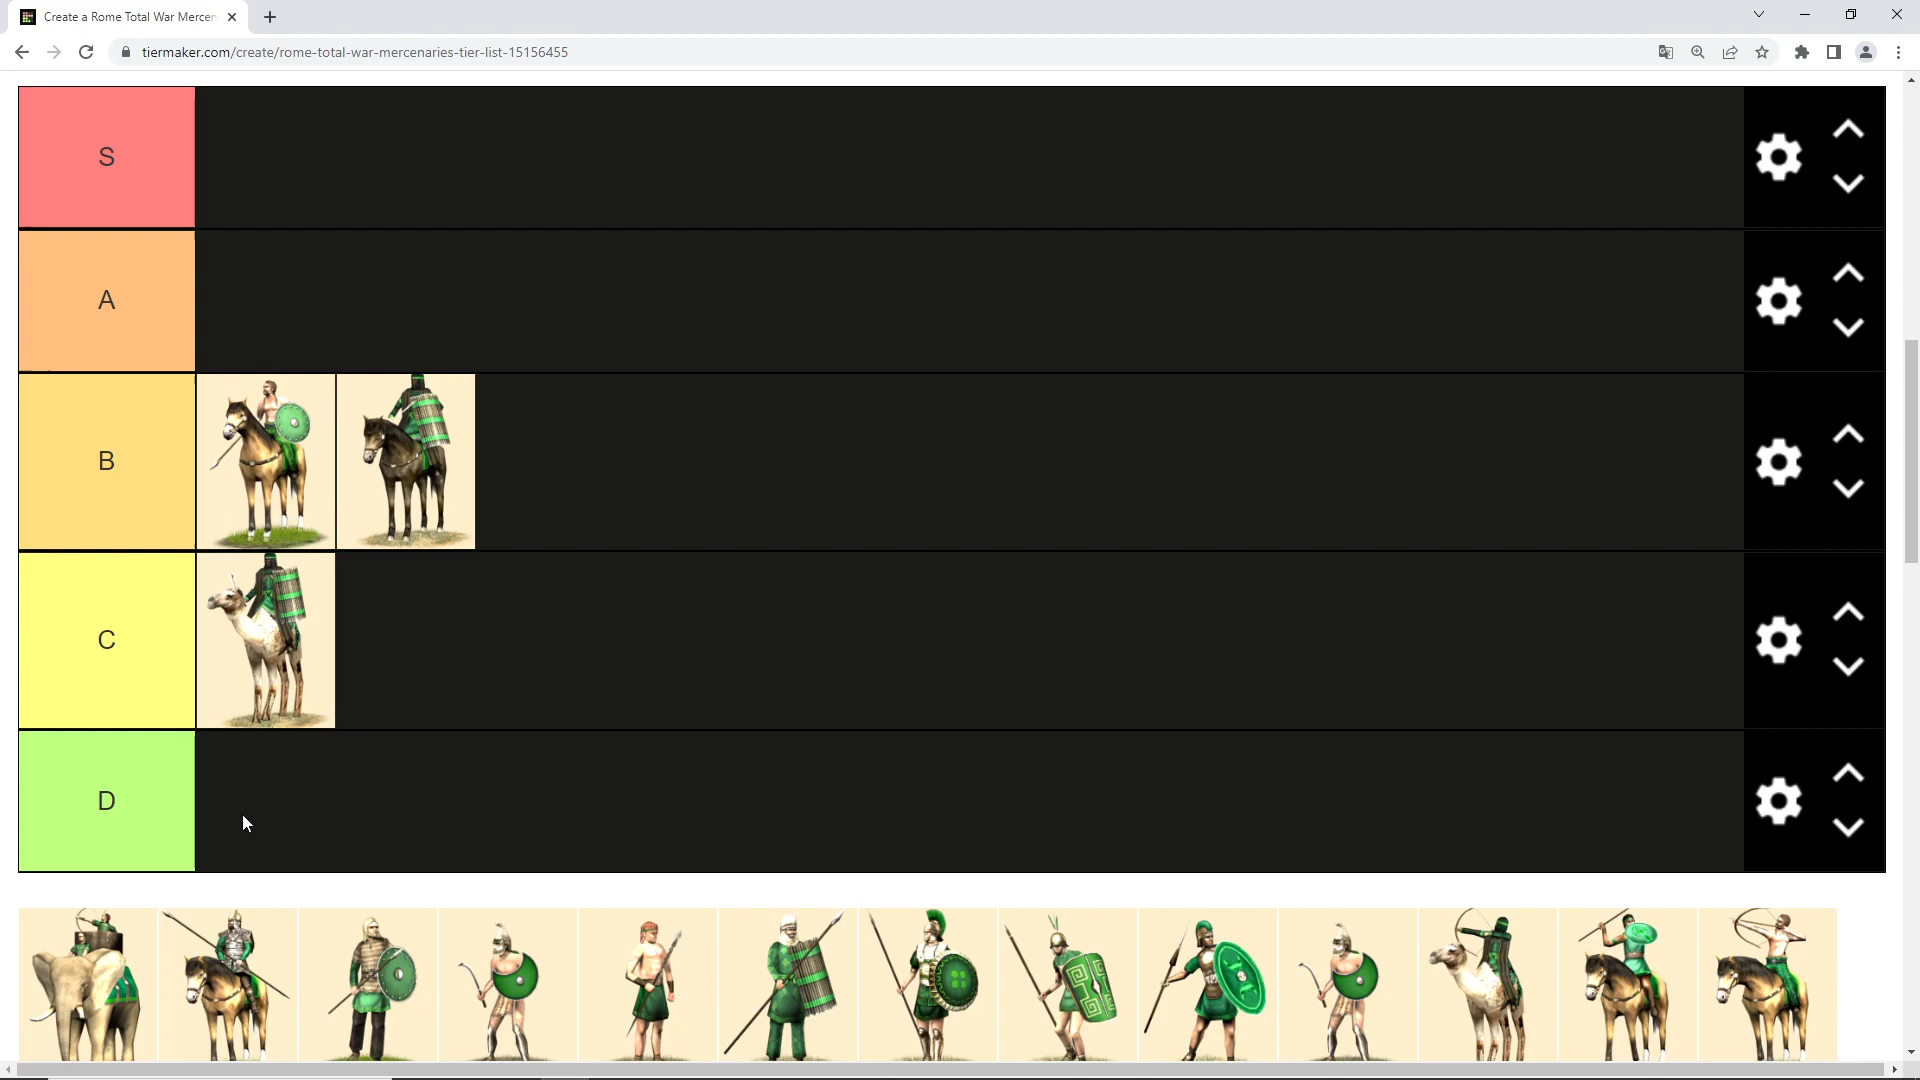 Create a Rome Total War Mercen
tiermaker.com/create/rome-total-war-mercenaries-tier-list-15156455
S
A
B
C
D